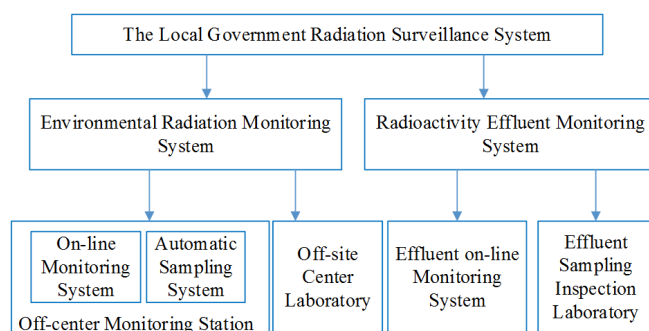 The Local Government Radiation Surveillance System
Environmental Radiation Monitoring
System
Radioactivity Effluent Monitoring
System
On-line
Monitoring
System
Automatic
Sampling
System
Off-center Monitoring Station
Off-site
Center
Laboratory
Effluent on-line
Monitoring
System
Effluent
Sampling
Inspection
Laboratory